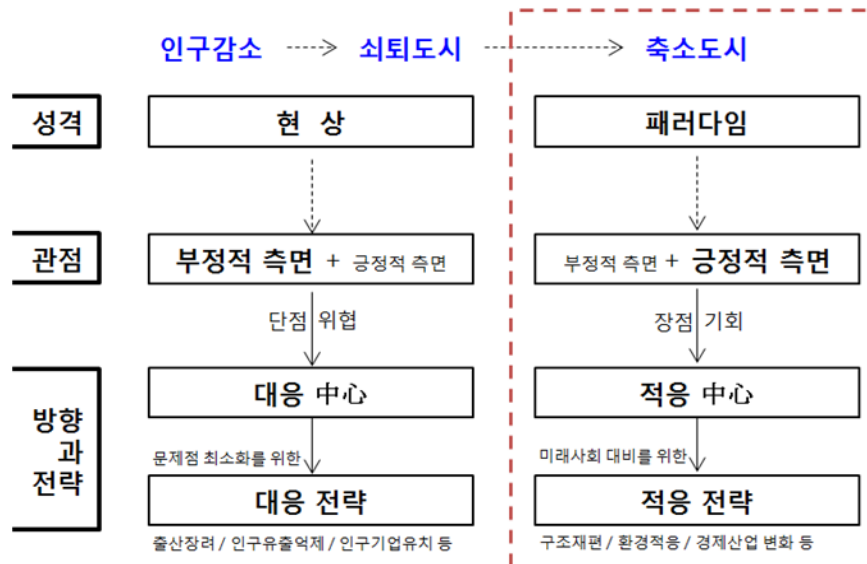 인구감소 쇠퇴도시 축소도시
성격 현 상 패러다임
관점 부정적 측면 + 긍정적 측면 부정적 측면 + 긍정적 측면
단점 위협 장점 기회
방향
과
전략
대응 中心 적응 中心
문제점 최소화를 위한 미래사회 대비를 위한
대응 전략 적응 전략
출산장려 / 인구유출억제 / 인구기업유치 등 구조재편 / 환경적응 / 경제산업 변화 등